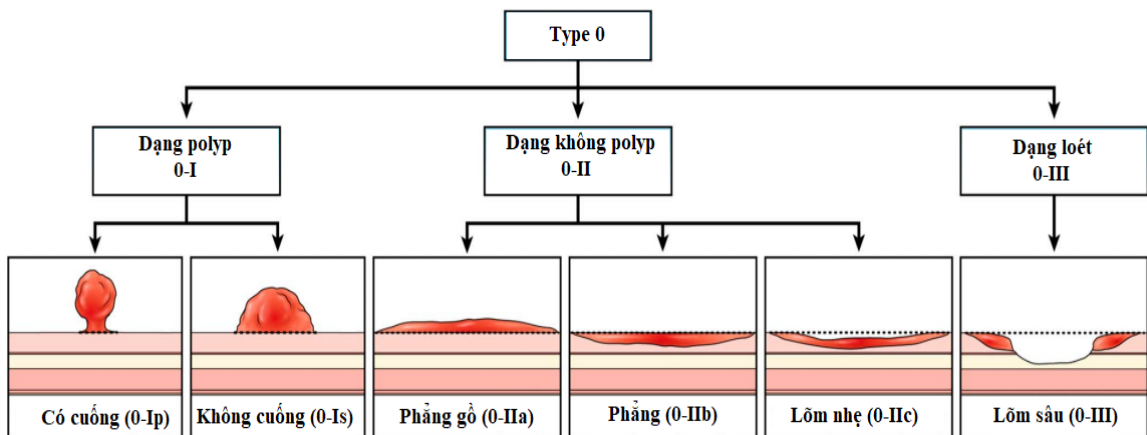 Type 0
Dạng polyp
0-I
Dạng không polyp
0-II
Dạng loét
0-III
Có cuống (0-Ip)
Không cuống (0-Is)
Phẳng gồ (0-IIa)
Phẳng (0-IIb)
Lõm nhẹ (0-IIc)
Lõm sâu (0-III)